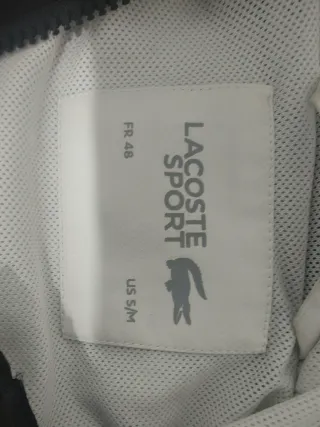 LACOSTE
SPORT
FR 48
US S/M